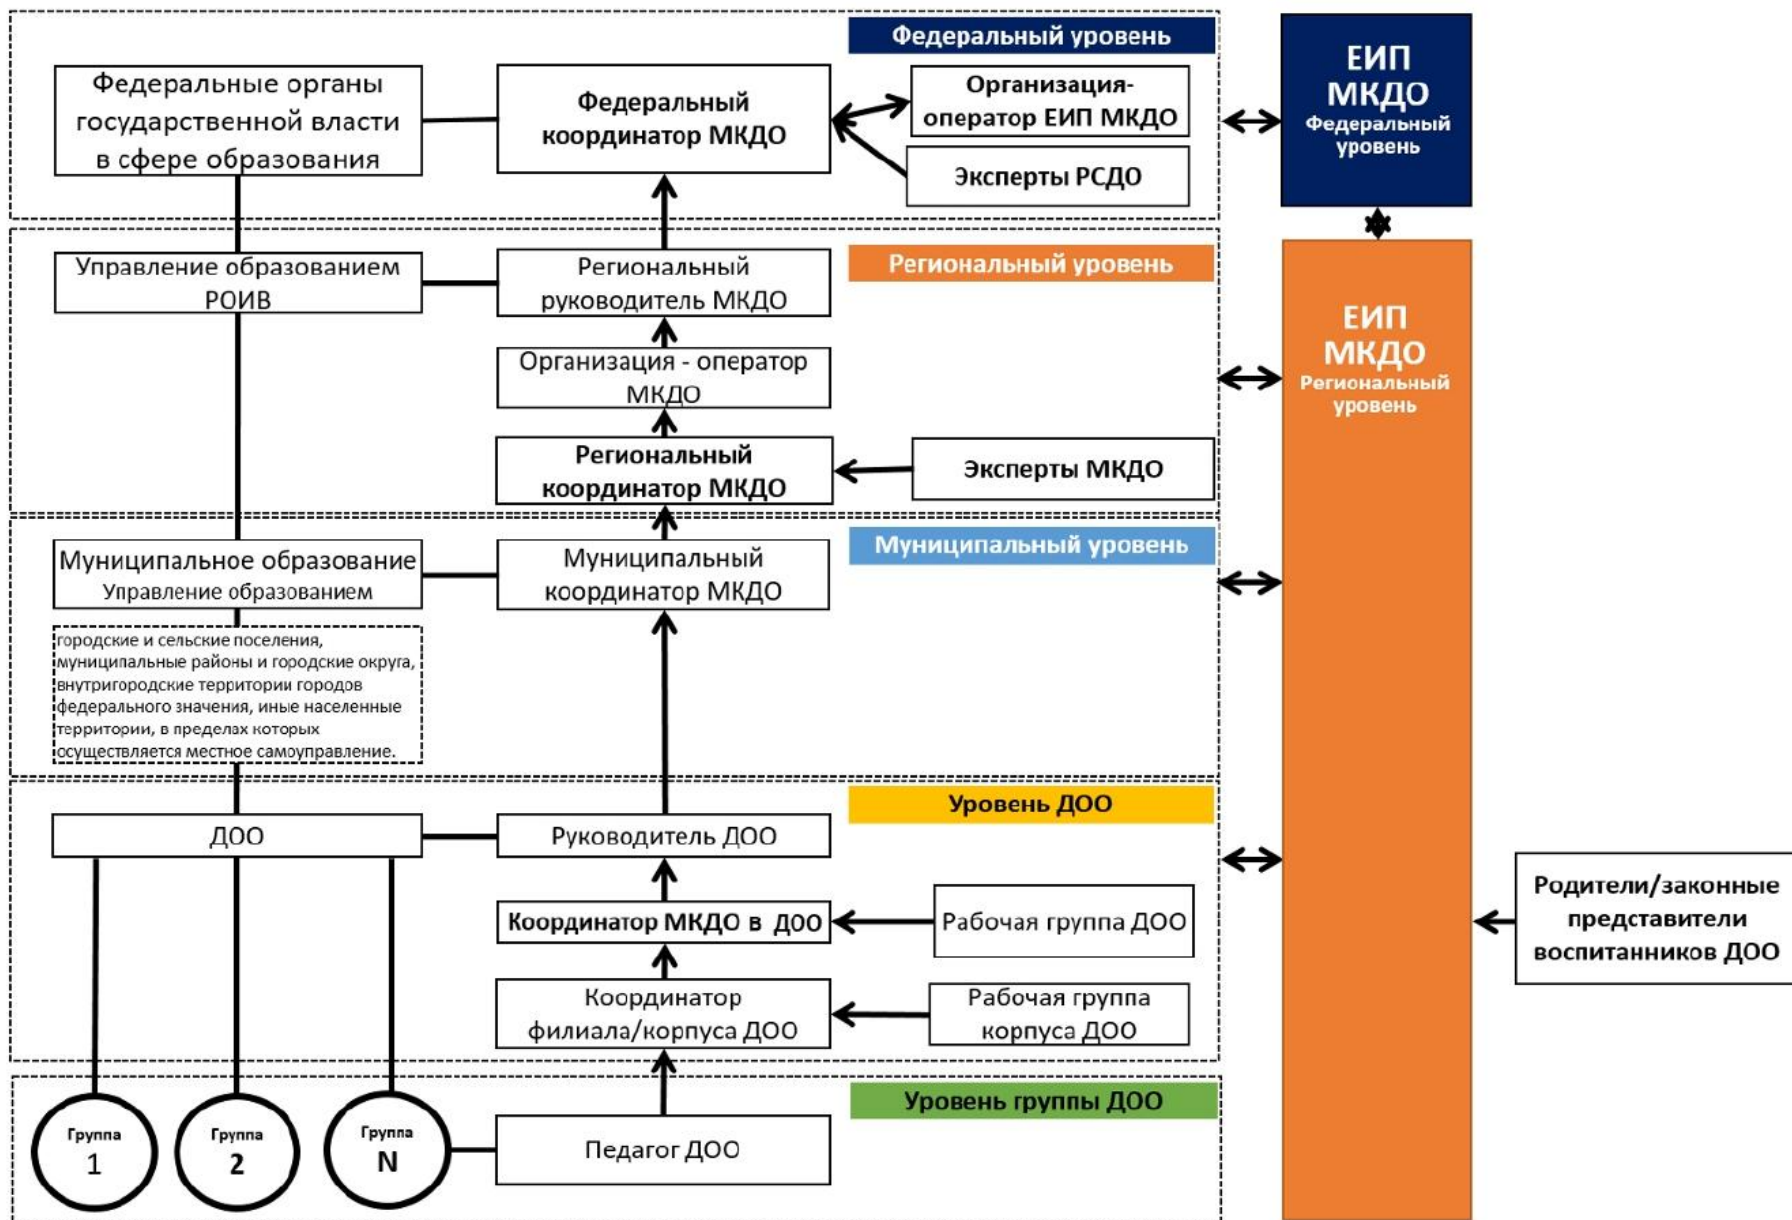 Федеральный уровень
Федеральные органы
государственной власти
в сфере образования
Федеральный
координатор МКДО
Организация-
оператор ЕИП МКДО
Эксперты РСДО
ЕИП
МКДО
Федеральный
уровень
Региональный уровень
Управление образованием
РОИВ
Региональный
руководитель МКДО
Организация - оператор
МКДО
Региональный
координатор МКДО
Эксперты МКДО
ЕИП
МКДО
Региональный
уровень
Муниципальный уровень
Муниципальное образование
Управление образованием
Муниципальный
координатор МКДО
городские и сельские поселения,
муниципальные районы и городские округа,
внутригородские территории городов
федерального значения, иные населенные
территории, в пределах которых
осуществляется местное самоуправление.
Уровень ДОО
ДОО
Руководитель ДОО
Координатор МКДО в ДОО
Рабочая группа ДОО
Координатор
филиала/корпуса ДОО
Рабочая группа
корпуса ДОО
Родители/законные
представители
воспитанников ДОО
Уровень группы ДОО
Группа
1
Группа
2
Группа
N
Педагог ДОО